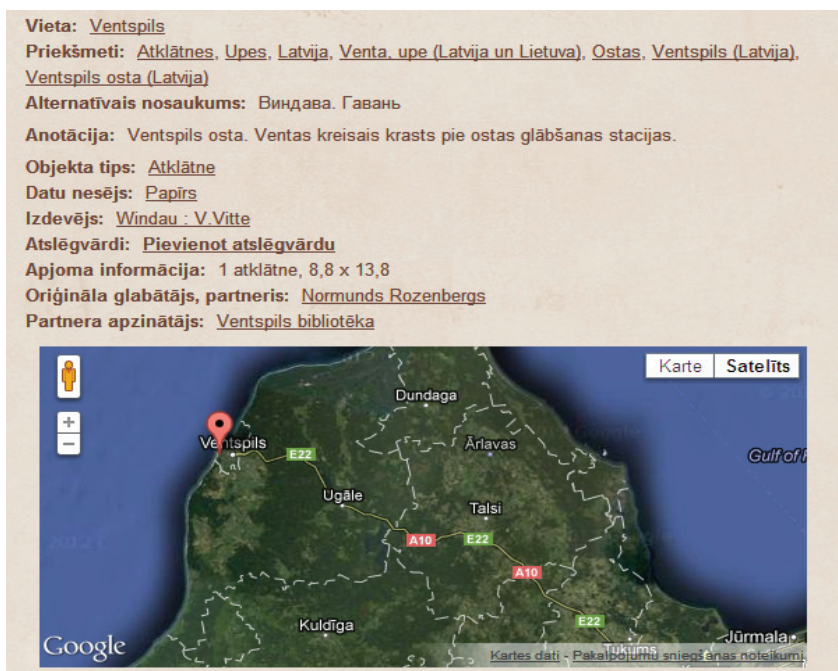 Vieta: Ventspils
Priekšmeti: Atklātnes, Upes, Latvija, Venta, upe (Latvija un Lietuva), Ostas, Ventspils (Latvija),
Ventspils osta (Latvija)
Alternatīvais nosaukums: Виндава. Гавань
Anotācija: Ventspils osta. Ventas kreisais krasts pie ostas glābšanas stacijas.
Objekta tips: Atklātne
Datu nesējs: Papīrs
Izdevējs: Windau : V.Vitte
Atslēgvārdi: Pievienot atslēgvārdu
Apjoma informācija: 1 atklātne, 8,8 x 13,8
Oriģināla glabātājs, partneris: Normunds Rozenbergs
Partnera apzinātājs: Ventspils bibliotēka
Karte Satelīts
Dundaga
Ventspils
E22
Ārlavas
Google
Gulf of
Ugāle
Talsi
A10 E22
A10
E22
Kuldīga
Tukums
Jūrmala
Google
Kartes dati - Pakalpojumu sniegšanas noteikumi